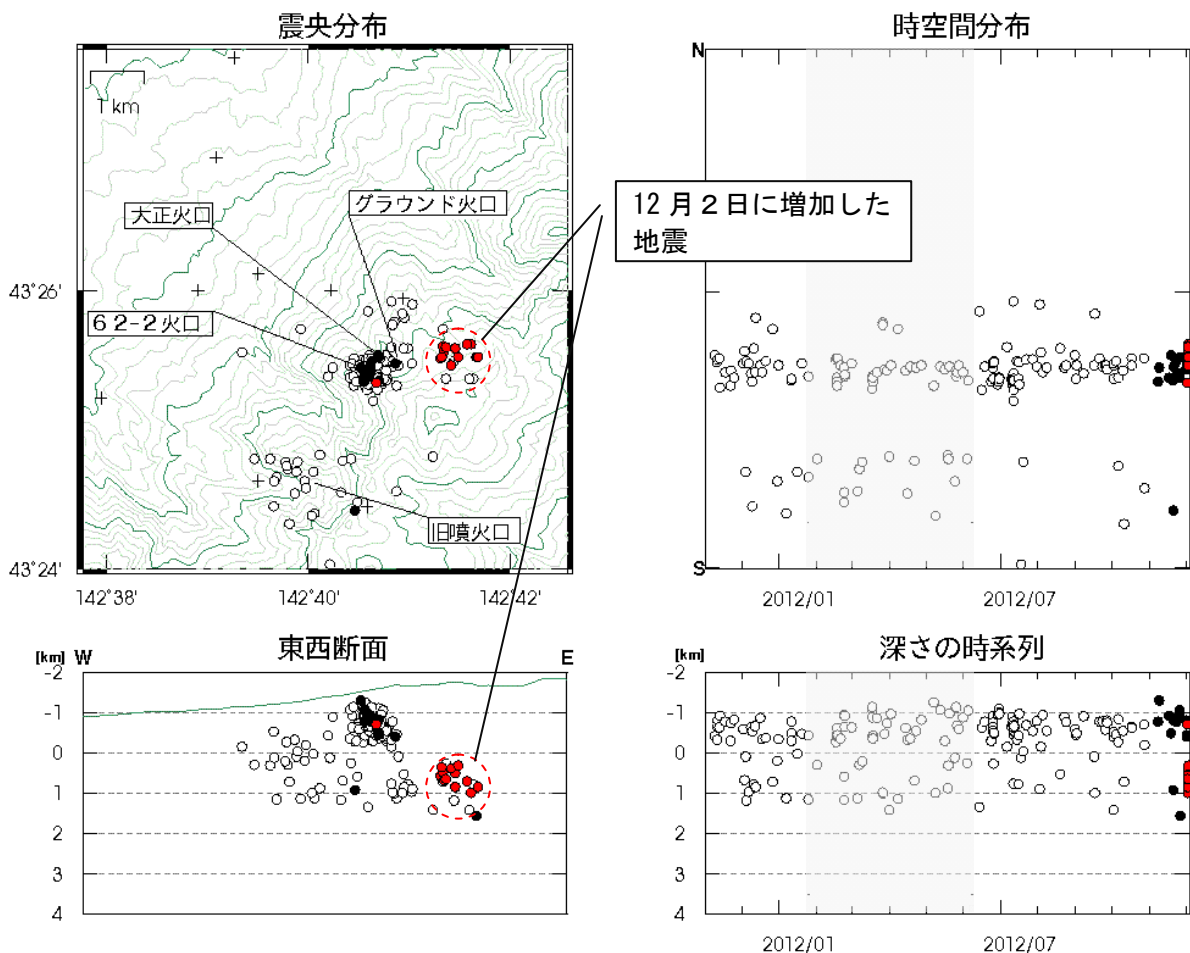 震央分布
1 km
グラウンド火口
大正火口
43°26'
62-2火口
旧噴火口
43°24'
142°38'
142°40'
142°42'
12月2日に増加した
地震
時空間分布
N
S
2012/01
2012/07
東西断面
[km] W
E
-2
-1
0
1
2
3
4
深さの時系列
[km]
-2
-1
0
1
2
3
4
2012/01
2012/07